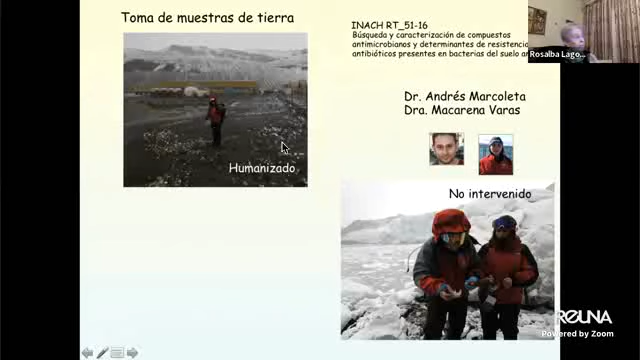 Toma de muestras de tierra
Humanizado
INACH RT_51-16
Búsqueda y caracterización de compuestos
antimicrobianos y determinantes de resistencia
antibióticos presentes en bacterias del suelo
Dr. Andrés Marcoleta
Dra. Macarena Varas
No intervenido
Rosalba Lago...
REUNA
Powered by Zoom